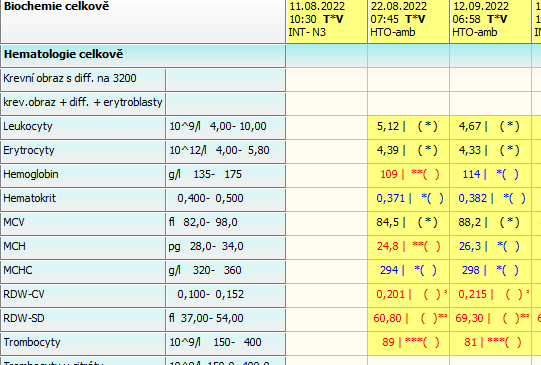 Biochemie celkově 11.08.2022 22.08.2022 12.09.2022 1
10:30 T*V 07:45 T*V 06:58 T*V
INT- N3 HTO-amb HTO-amb
Hematologie celkově
Krevní obraz s diff. na 3200
krev.obraz + diff. + erytroblasty
Leukocyty 10^9/l 4,00- 10,00 5,12 | ( * ) 4,67 | ( * )
Erytrocyty 10^12/l 4,00- 5,80 4,39 | ( * ) 4,33 | ( * )
Hemoglobin g/l 135- 175 109 | **( ) 114 | *( )
Hematokrit 0,400- 0,500 0,371 | *( ) 0,382 | *( )
MCV fl 82,0- 98,0 84,5 | ( * ) 88,2 | ( * )
MCH pg 28,0- 34,0 24,8 | **( ) 26,3 | *( )
MCHC g/l 320- 360 294 | *( ) 298 | *( )
RDW-CV 0,100- 0,152 0,201 | ( ) * 0,215 | ( ) *
RDW-SD fl 37,00- 54,00 60,80 | ( )** 69,30 | ( )**
Trombocyty 10^9/l 150- 400 89 | ***( ) 81 | ***( )